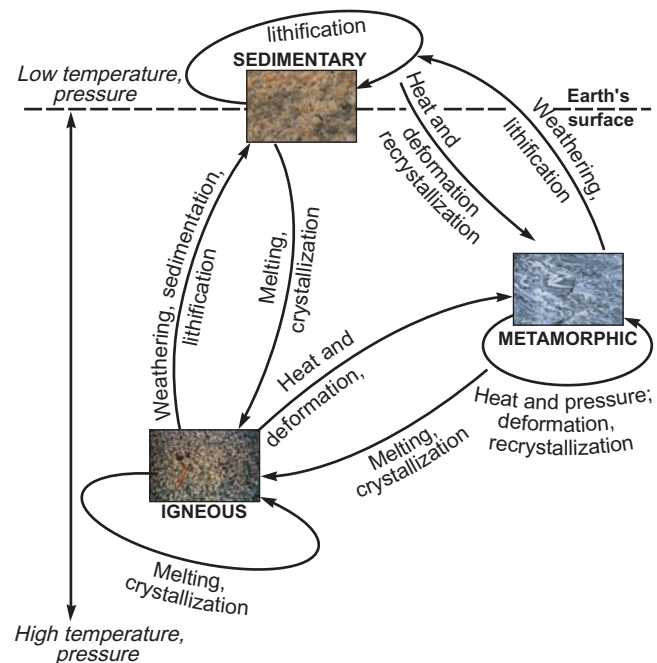 lithification
SEDIMENTARY
Low temperature,
pressure
Earth's
surface
Heat and
deformation
recrystallization
Weathering,
lithification
Weathering, sedimentation,
lithification
Melting,
crystallization
METAMORPHIC
Heat and
deformation,
Heat and pressure;
deformation,
recrystallization
Melting,
crystallization
IGNEOUS
Melting,
crystallization
High temperature,
pressure